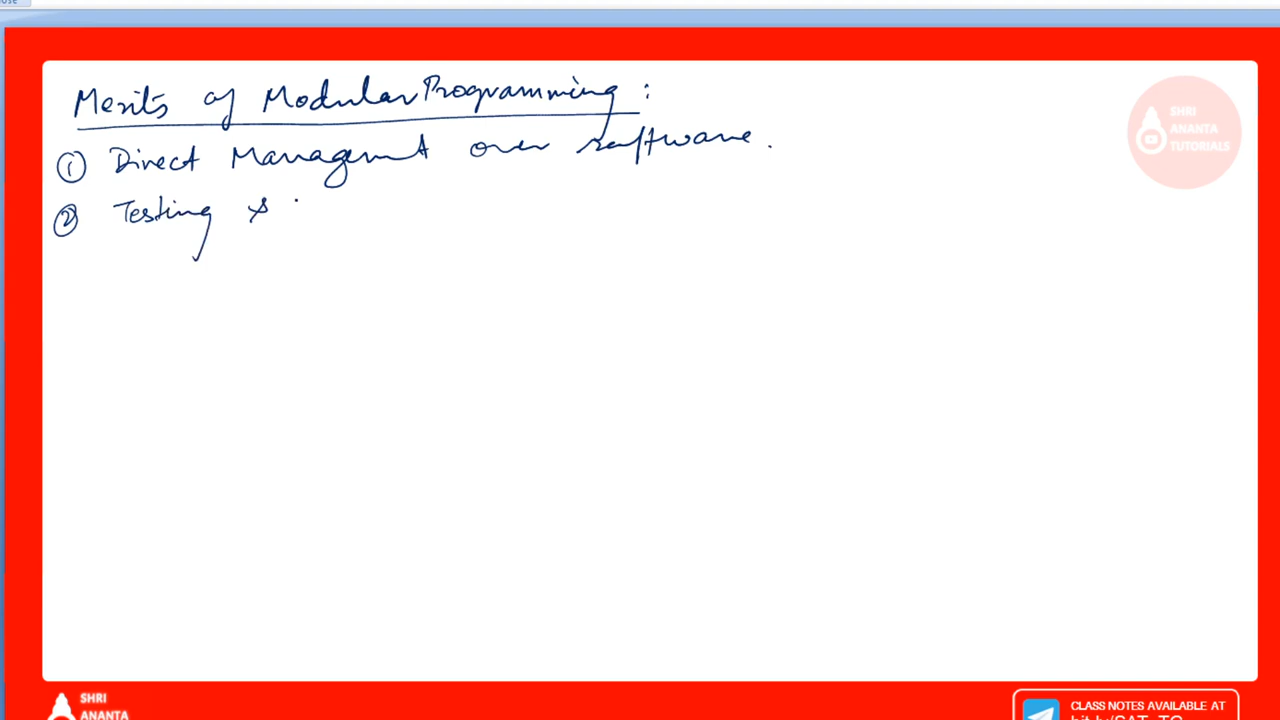 Merits of Modular Programming :
① Direct Managemnt over software.
② Testing &
SHRI
ANANTA
TUTORIALS
SHRI
ANANTA
CLASS NOTES AVAILABLE AT